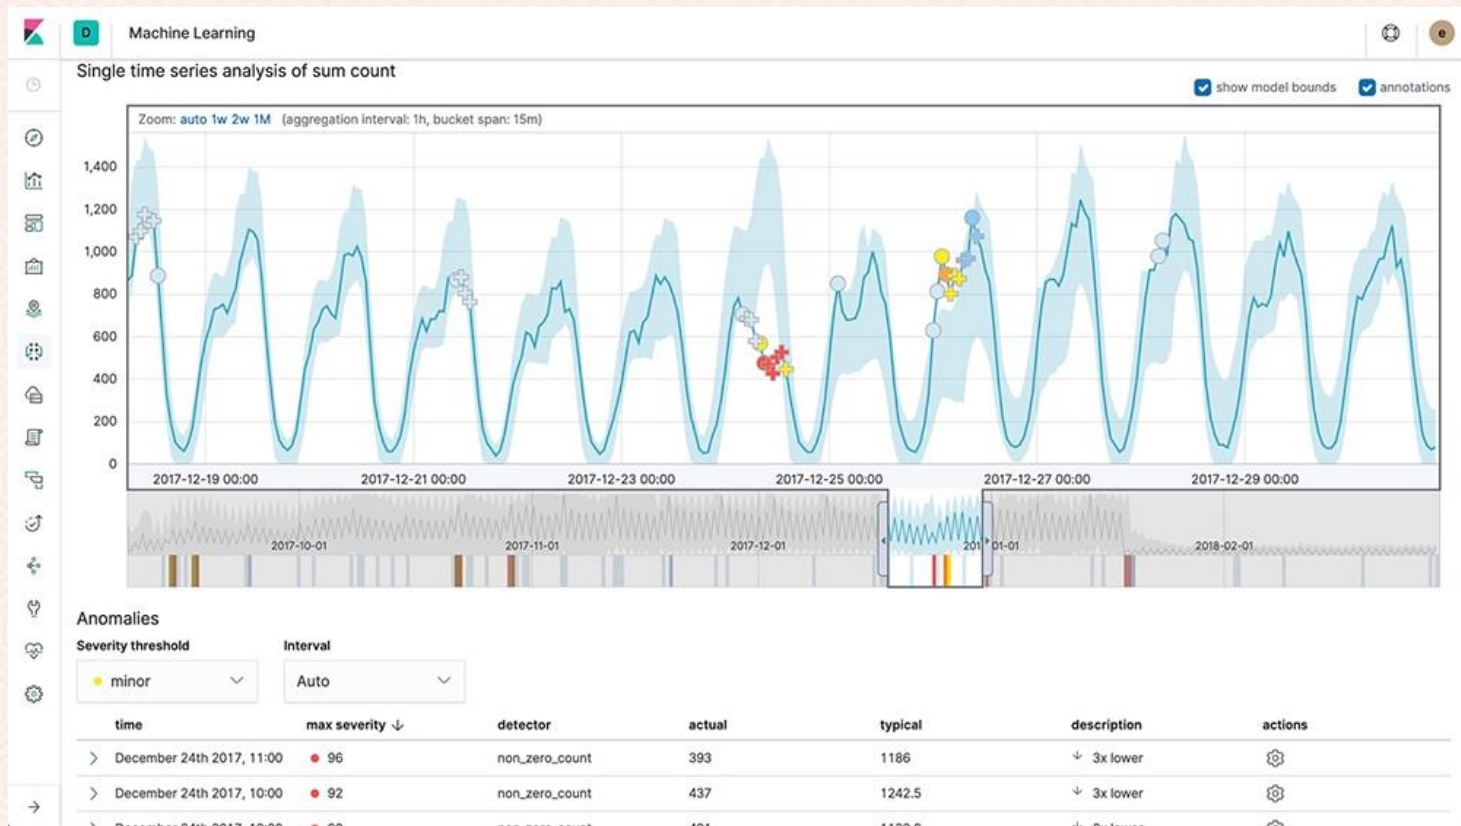 D Machine Learning e
Single time series analysis of sum count
show model bounds annotations
Zoom: auto 1w 2w 1M (aggregation interval: 1h, bucket span: 15m)
1,400
1,200
1,000
800
600
400
200
0
2017-12-19 00:00 2017-12-21 00:00 2017-12-23 00:00 2017-12-25 00:00 2017-12-27 00:00 2017-12-29 00:00
2017-10-01 2017-11-01 2017-12-01 201 01-01 2018-02-01
Anomalies
Severity threshold Interval
minor Auto
time max severity detector actual typical description actions
December 24th 2017, 11:00 96 non_zero_count 393 1186 3x lower
December 24th 2017, 10:00 92 non_zero_count 437 1242.5 3x lower